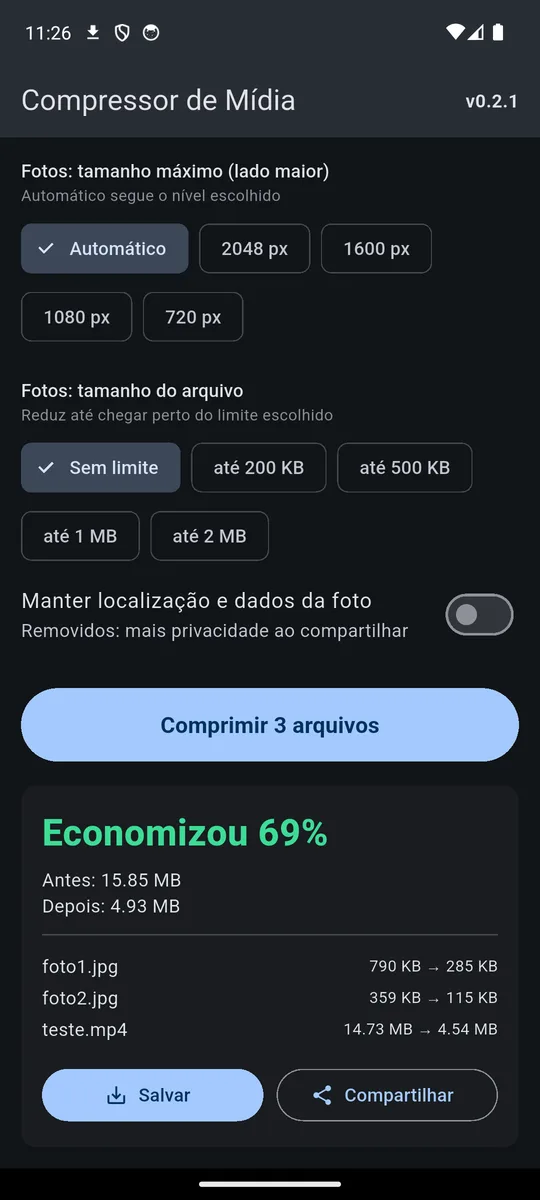 11:26
Compressor de Mídia v0.2.1
Fotos: tamanho máximo (lado maior)
Automático segue o nível escolhido
Automático 2048 px 1600 px
1080 px 720 px
Fotos: tamanho do arquivo
Reduz até chegar perto do limite escolhido
Sem limite até 200 KB até 500 KB
até 1 MB até 2 MB
Manter localização e dados da foto
Removidos: mais privacidade ao compartilhar
Comprimir 3 arquivos
Economizou 69%
Antes: 15.85 MB
Depois: 4.93 MB
foto1.jpg 790 KB → 285 KB
foto2.jpg 359 KB → 115 KB
teste.mp4 14.73 MB → 4.54 MB
Salvar Compartilhar